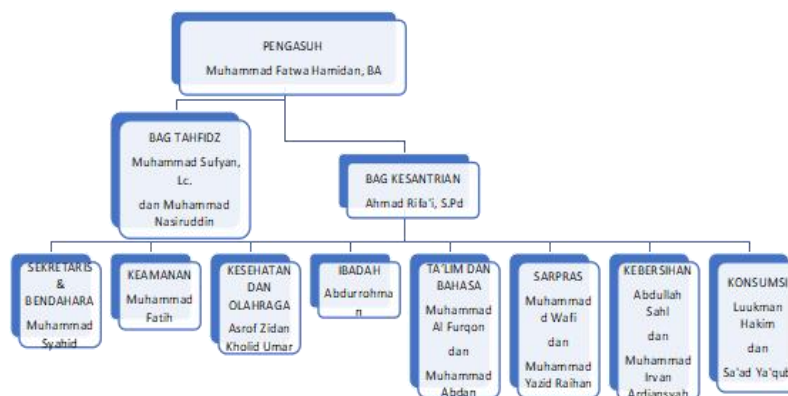 PENGASUH
Muhammad Fatwa Hamidan, BA
BAG TAHFIDZ
Muhammad Sufyan,
Lc.
dan Muhammad
Nasiruddin
BAG KESANTRIAN
Ahmad Rifa'i, S.Pd
SEKRETARIS
&
BENDAHARA
Muhammad
Syahid
KEAMANAN
Muhammad
Fatih
KESEHATAN
DAN
OLAHRAGA
Asrof Zidan
Kholid Umar
IBADAH
Abdurrohma
n
TA'LIM DAN
BAHASA
Muhammad
Al Furqon
dan
Muhammad
Abdan
SARPRAS
Muhammad
d Wafi
dan
Muhammad
Yazid Raihan
KEBERSIHAN
Abdullah
Sahl
dan
Muhammad
Irvan
Ardiansyah
KONSUMSI
Luukman
Hakim
dan
Sa'ad Ya'qub